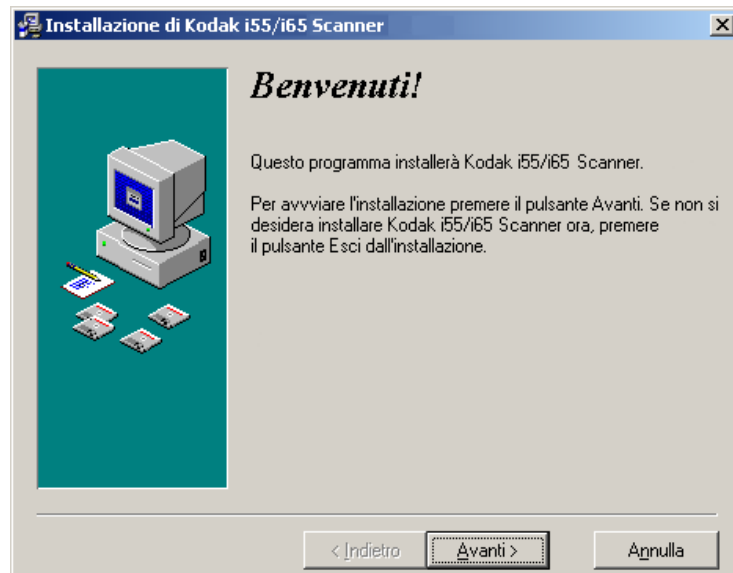 Installazione di Kodak i55/i65 Scanner
Benvenuti!
Questo programma installerà Kodak i55/i65 Scanner.
Per avvviare l'installazione premere il pulsante Avanti. Se non si
desidera installare Kodak i55/i65 Scanner ora, premere
il pulsante Esci dall'installazione.
< Indietro
Avanti >
Annulla